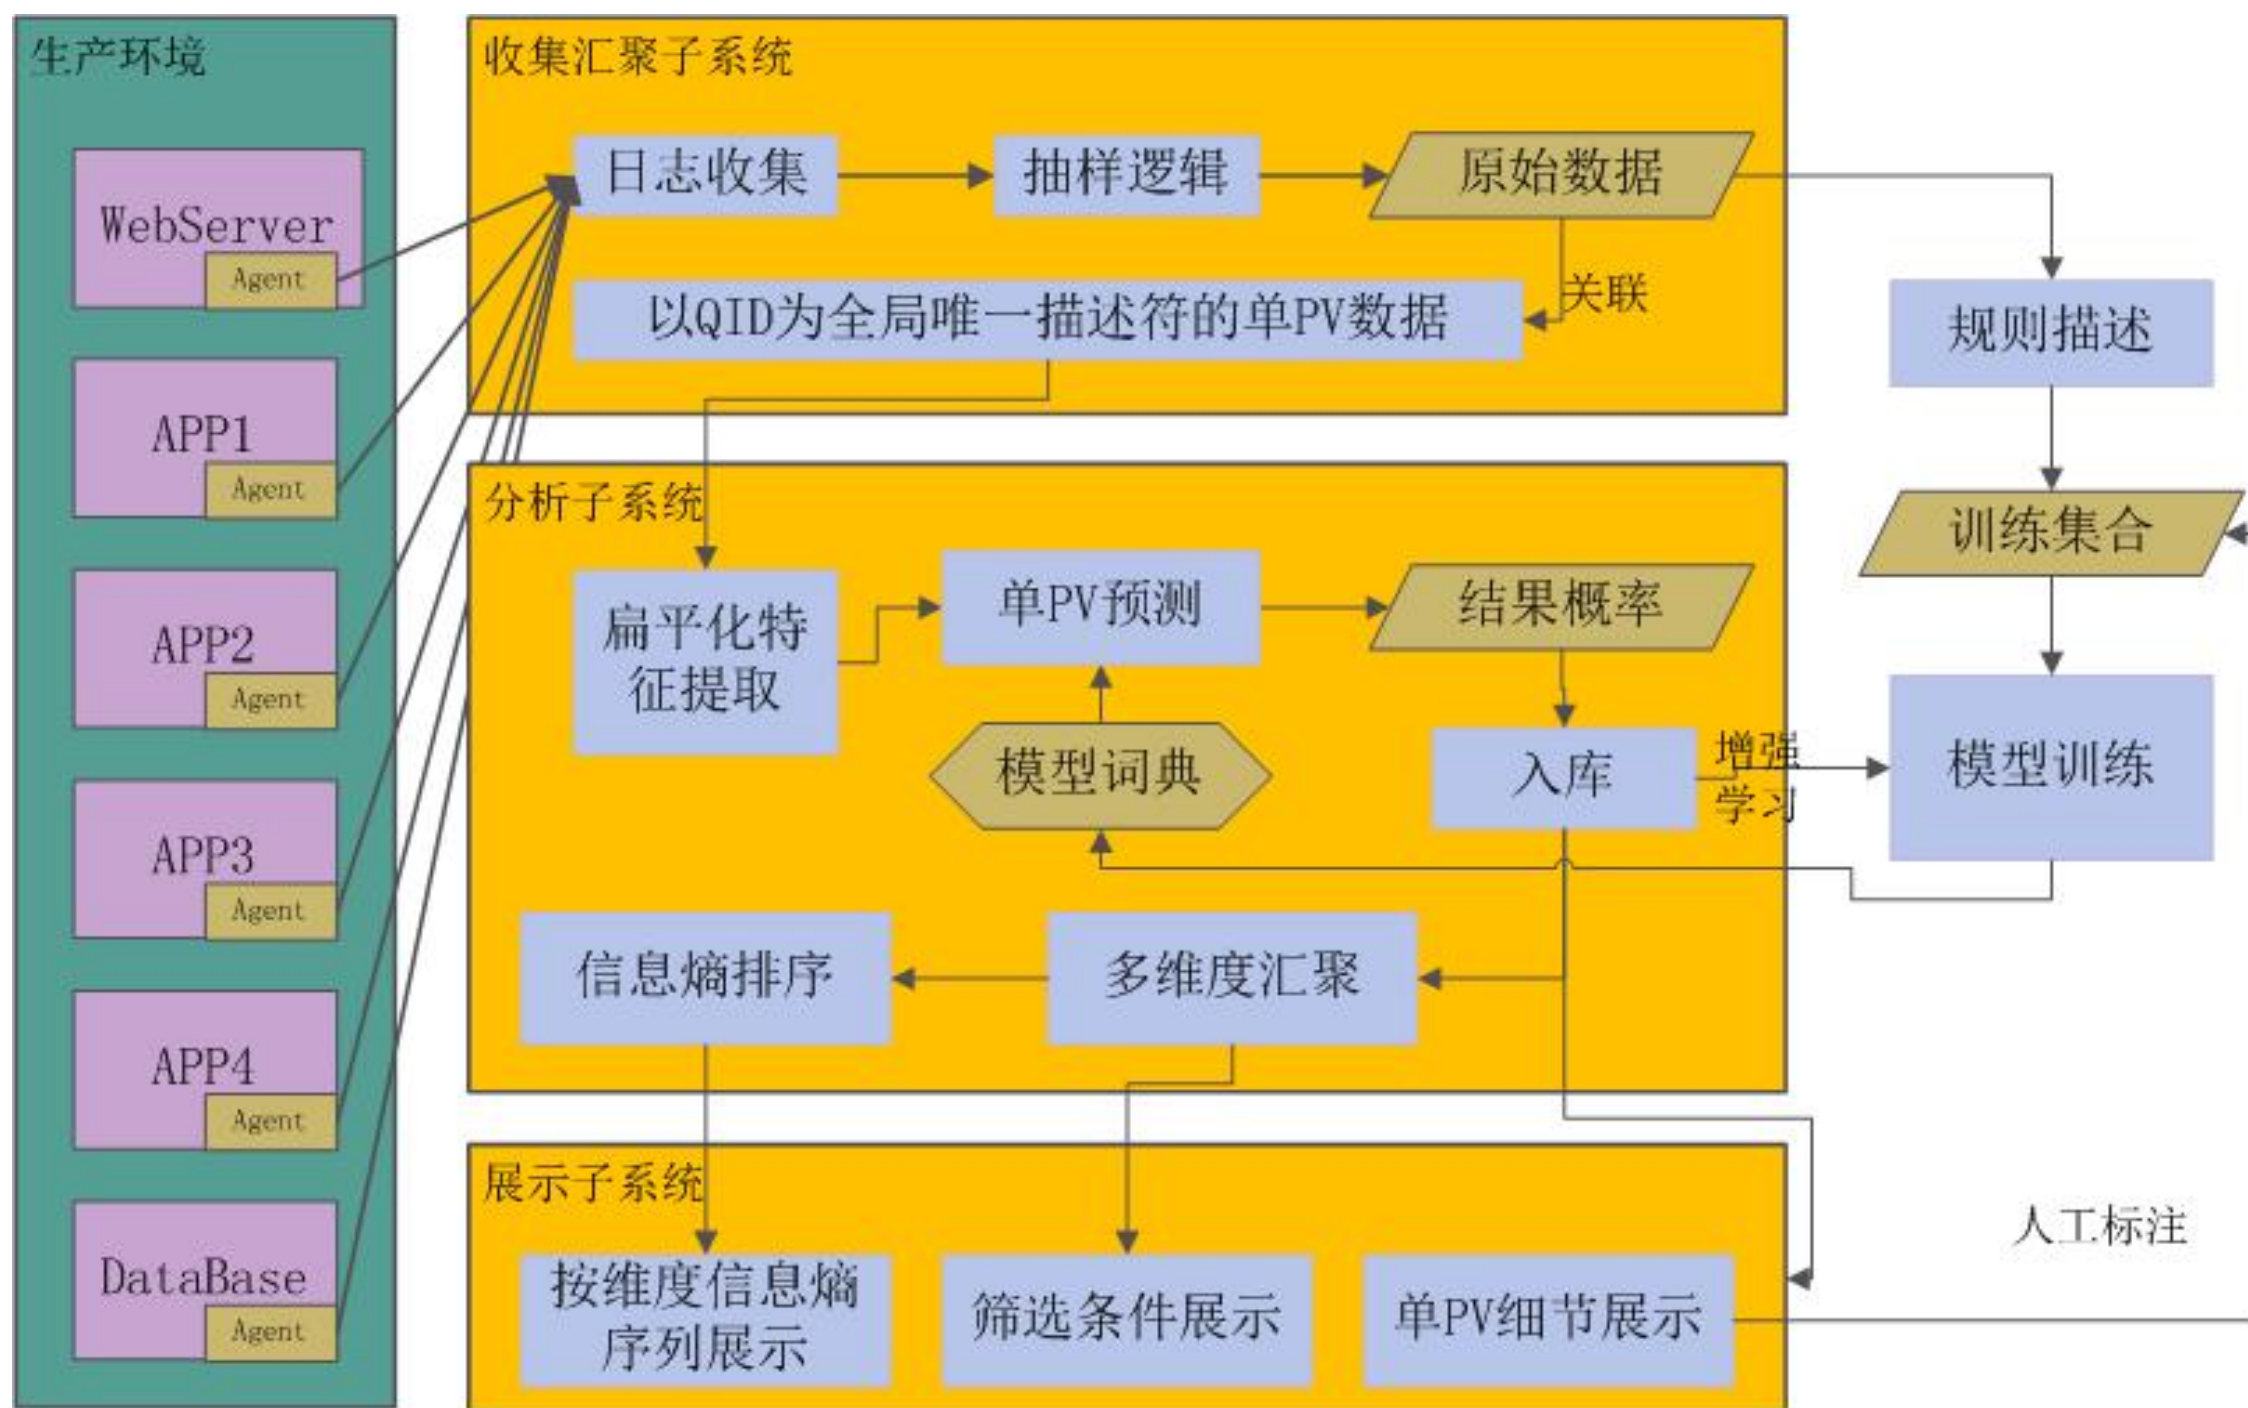 生产环境
WebServer
Agent
APP1
Agent
APP2
Agent
APP3
Agent
APP4
Agent
DataBase
Agent
收集汇聚子系统
日志收集
抽样逻辑
原始数据
关联
以QID为全局唯一描述符的单PV数据
分析子系统
扁平化特
征提取
单PV预测
结果概率
模型词典
入库
增强
学习
信息熵排序
多维度汇聚
展示子系统
按维度信息熵
序列展示
筛选条件展示
单PV细节展示
规则描述
训练集合
模型训练
人工标注